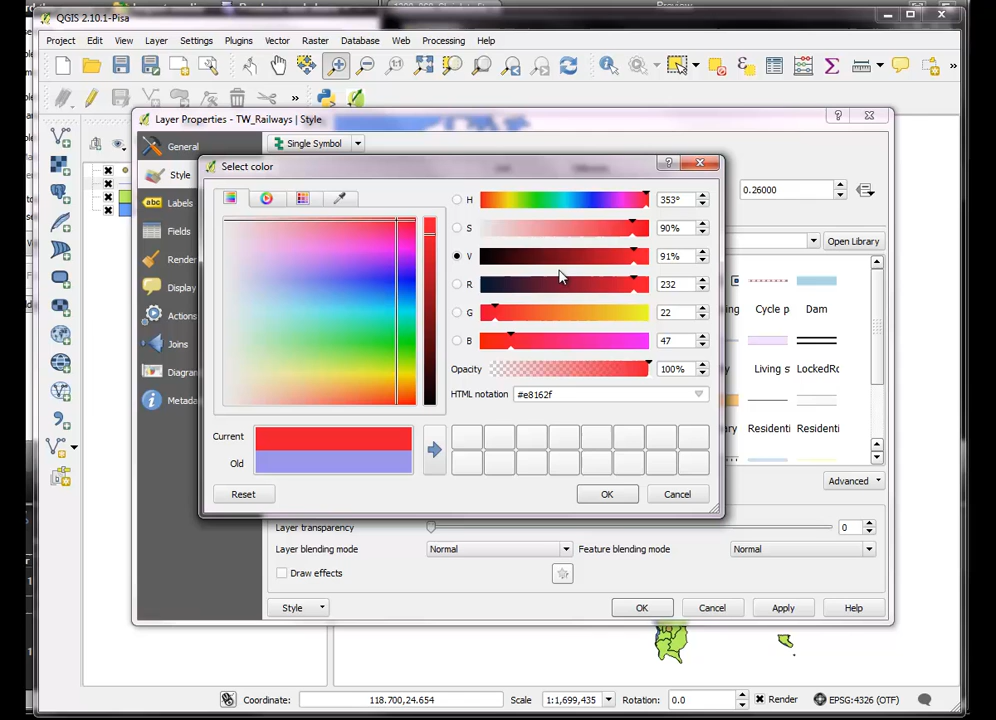 QGIS 2.10.1-Pisa
Project Edit View Layer Settings Plugins Vector Raster Database Web Processing Help
Layer Properties - TW_Railways | Style
General
Single Symbol
Select color
Style
H 353°
0.26000
Labels
S 90%
Fields
V 91%
Open Library
Render
R 232
Display
G 22
Cycle p Dam
Actions
B 47
Joins
Opacity 100%
Living s LockedRo
Diagran
HTML notation #e8162f
Metada
Residenti Residenti
Current
Old
Advanced
Reset OK Cancel
Layer transparency 0
Layer blending mode Normal Feature blending mode Normal
Draw effects
Style OK Cancel Apply Help
Coordinate: 118.700,24.654 Scale 1:1,699,435 Rotation: 0.0 Render EPSG:4326 (OTF)